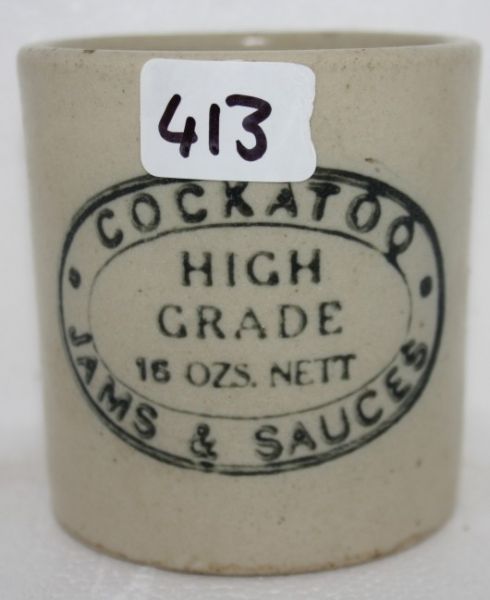 413
COCKATOO
HIGH
GRADE
16 OZS. NETT
JAMS & SAUCES